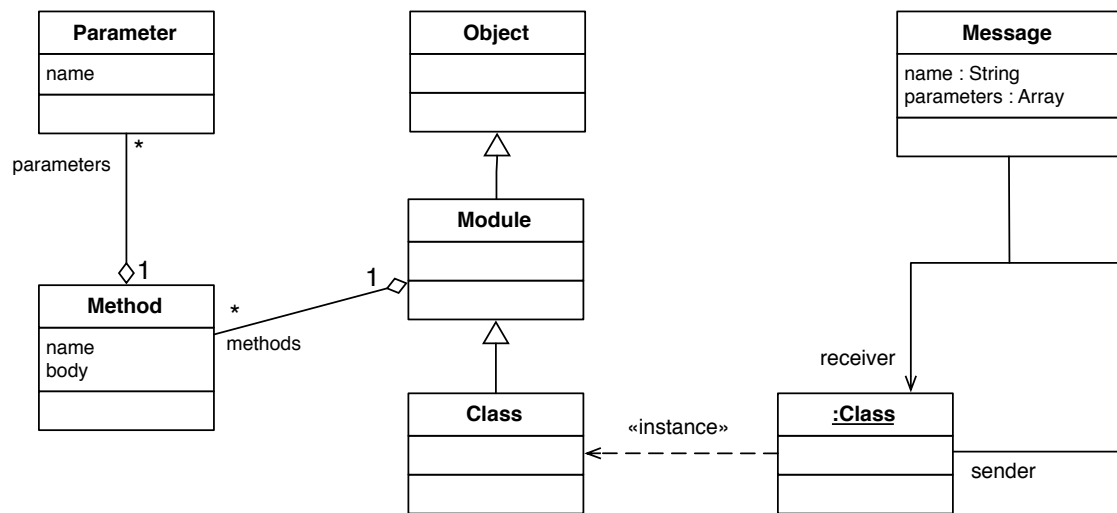 Parameter
name
parameters
*
1
Method
name
body
*
methods
1
Object
Module
Class
«instance»
Message
name : String
parameters : Array
receiver
:Class
sender